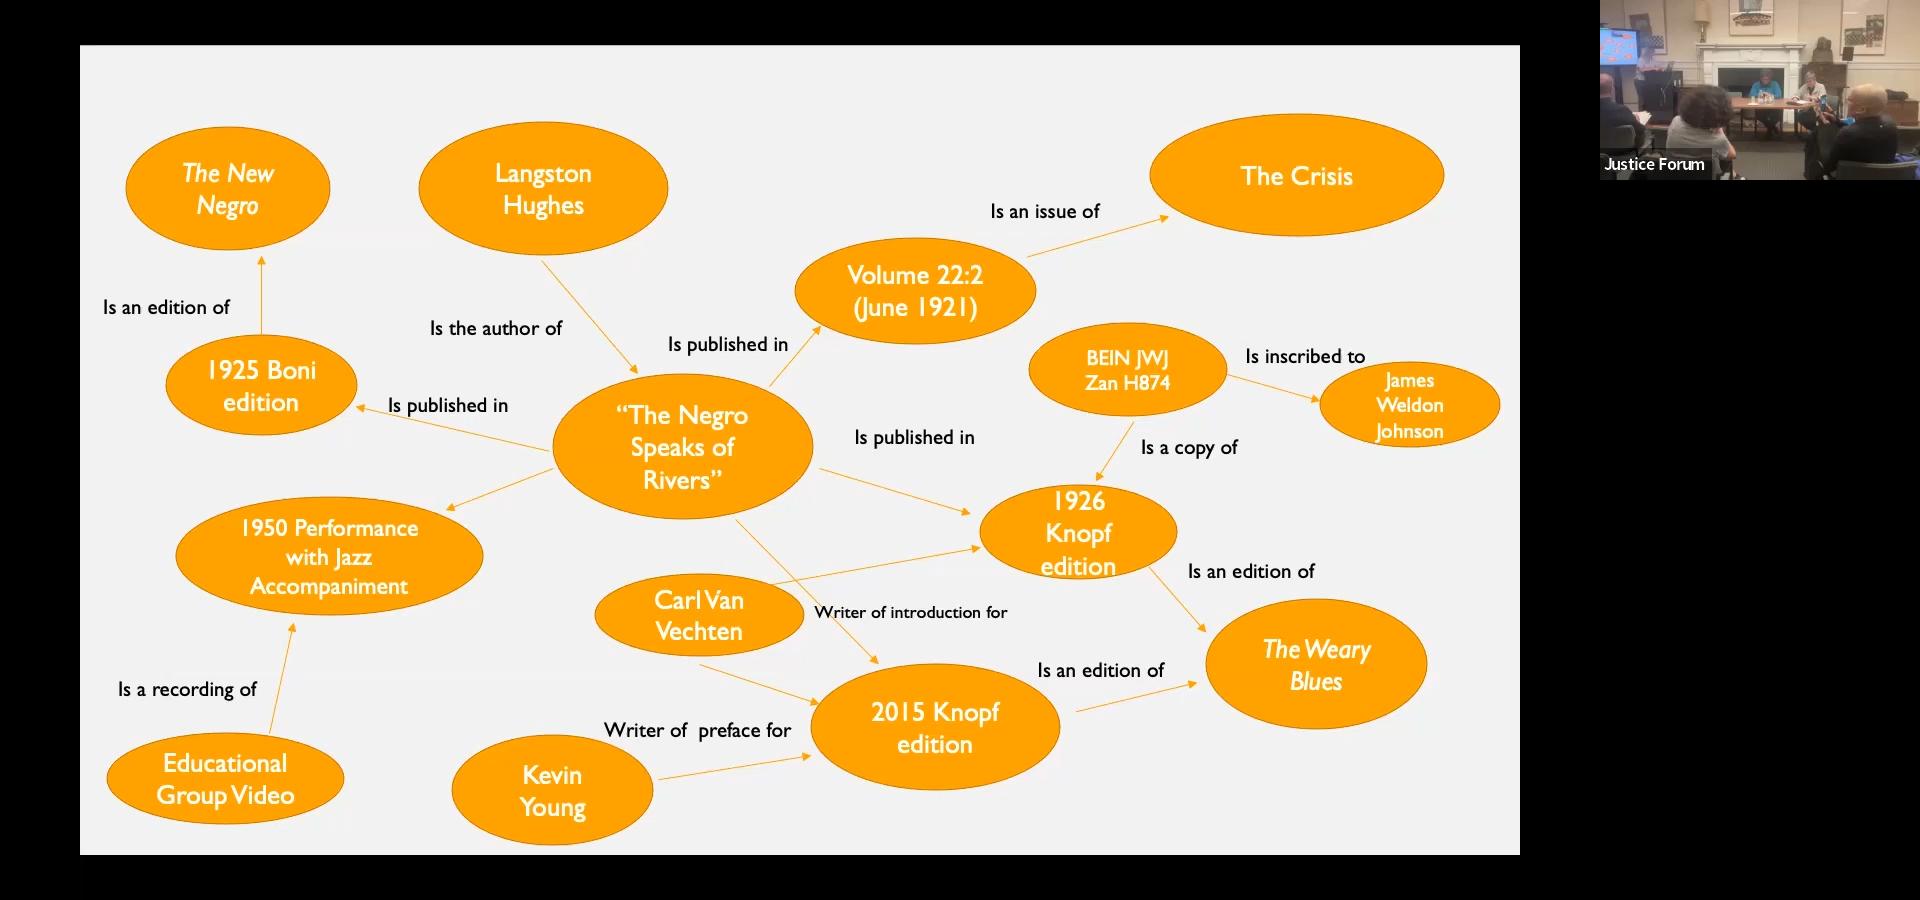 The New
Negro
Langston
Hughes
The Crisis
Justice Forum
Is an issue of
Volume 22:2
(June 1921)
Is an edition of
Is the author of
Is published in
1925 Boni
edition
Is published in
BEIN JWJ
Zan H874
Is inscribed to
James
Weldon
Johnson
“The Negro
Speaks of
Rivers”
Is published in
Is a copy of
1926
Knopf
edition
1950 Performance
with Jazz
Accompaniment
Is an edition of
Carl Van
Vechten
Writer of introduction for
The Weary
Blues
Is a recording of
Is an edition of
2015 Knopf
edition
Writer of  preface for
Educational
Group Video
Kevin
Young